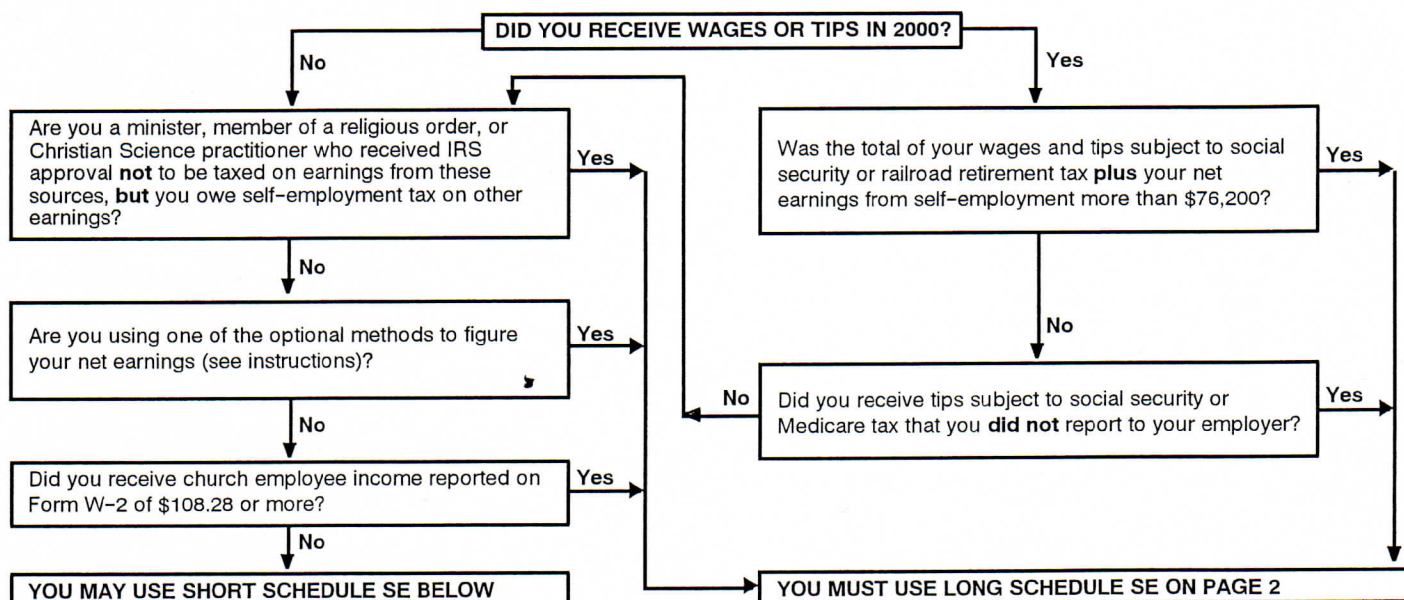 DID YOU RECEIVE WAGES OR TIPS IN 2000?
No
Yes
Are you a minister, member of a religious order, or
Christian Science practitioner who received IRS
approval not to be taxed on earnings from these
sources, but you owe self-employment tax on other
earnings?
Yes
Was the total of your wages and tips subject to social
security or railroad retirement tax plus your net
earnings from self-employment more than $76,200?
Yes
No
No
Are you using one of the optional methods to figure
your net earnings (see instructions)?
Yes
Did you receive tips subject to social security or
Medicare tax that you did not report to your employer?
No
Yes
No
Did you receive church employee income reported on
Form W-2 of $108.28 or more?
Yes
No
YOU MAY USE SHORT SCHEDULE SE BELOW
YOU MUST USE LONG SCHEDULE SE ON PAGE 2